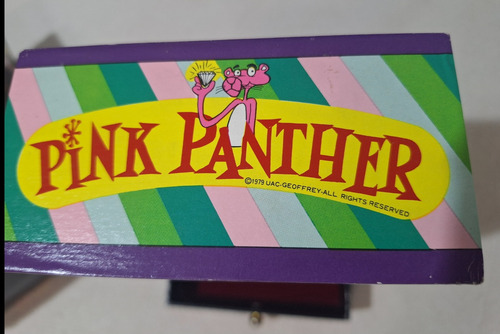 PiNK PANTHER
©1979 UAC-GEOFFREY-ALL RIGHTS RESERVED